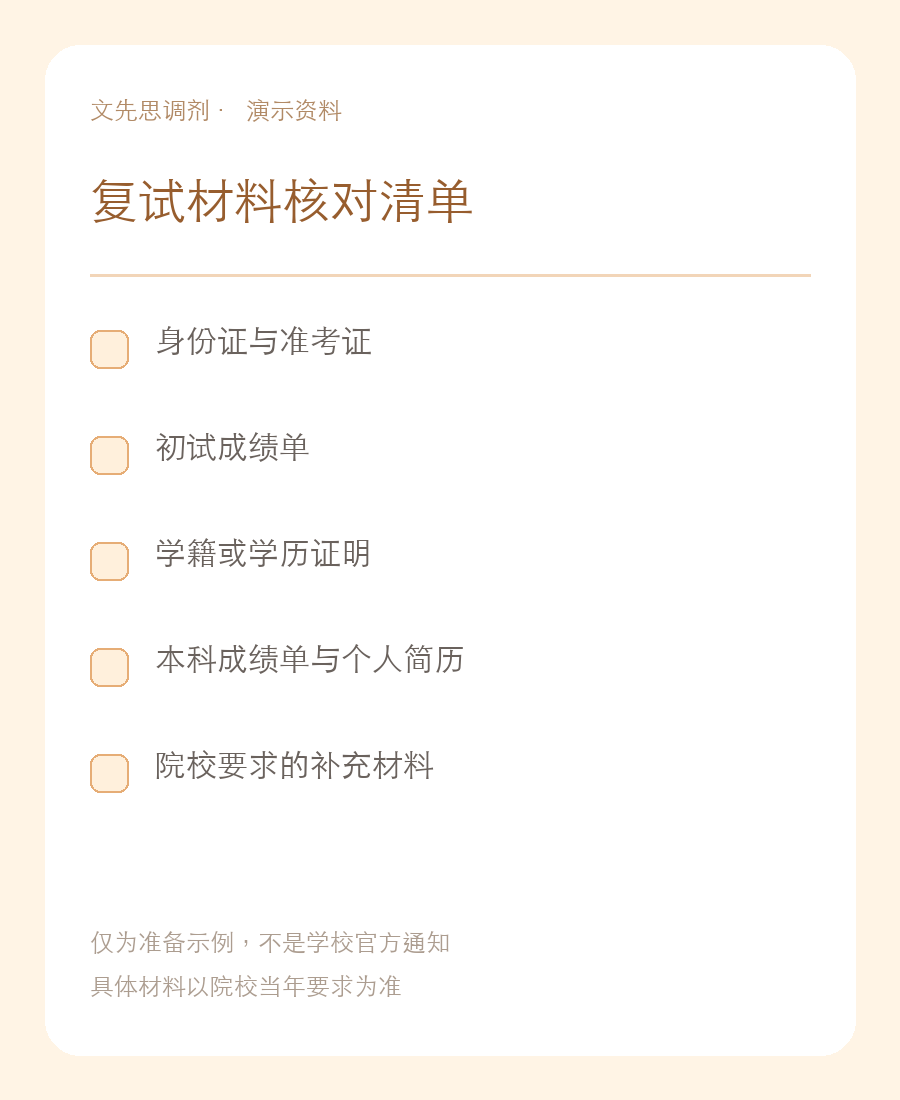 文先思调剂 · 演示资料
复试材料核对清单
身份证与准考证
初试成绩单
学籍或学历证明
本科成绩单与个人简历
院校要求的补充材料
仅为准备示例，不是学校官方通知
具体材料以院校当年要求为准